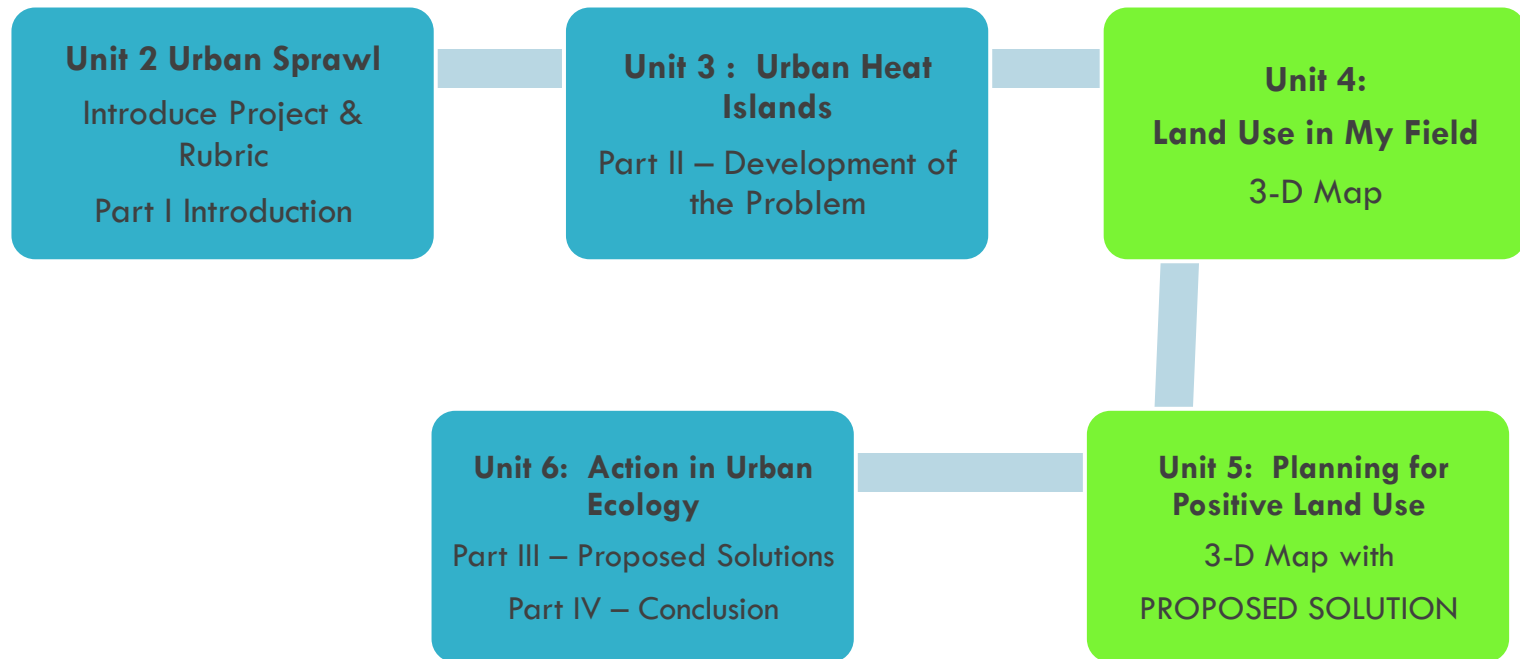 Unit 2 Urban Sprawl
Introduce Project &
Rubric
Part I Introduction
Unit 3 :  Urban Heat
Islands
Part II – Development of
the Problem
Unit 4:
Land Use in My Field
3-D Map
Unit 5:  Planning for
Positive Land Use
3-D Map with
PROPOSED SOLUTION
Unit 6:  Action in Urban
Ecology
Part III – Proposed Solutions
Part IV – Conclusion